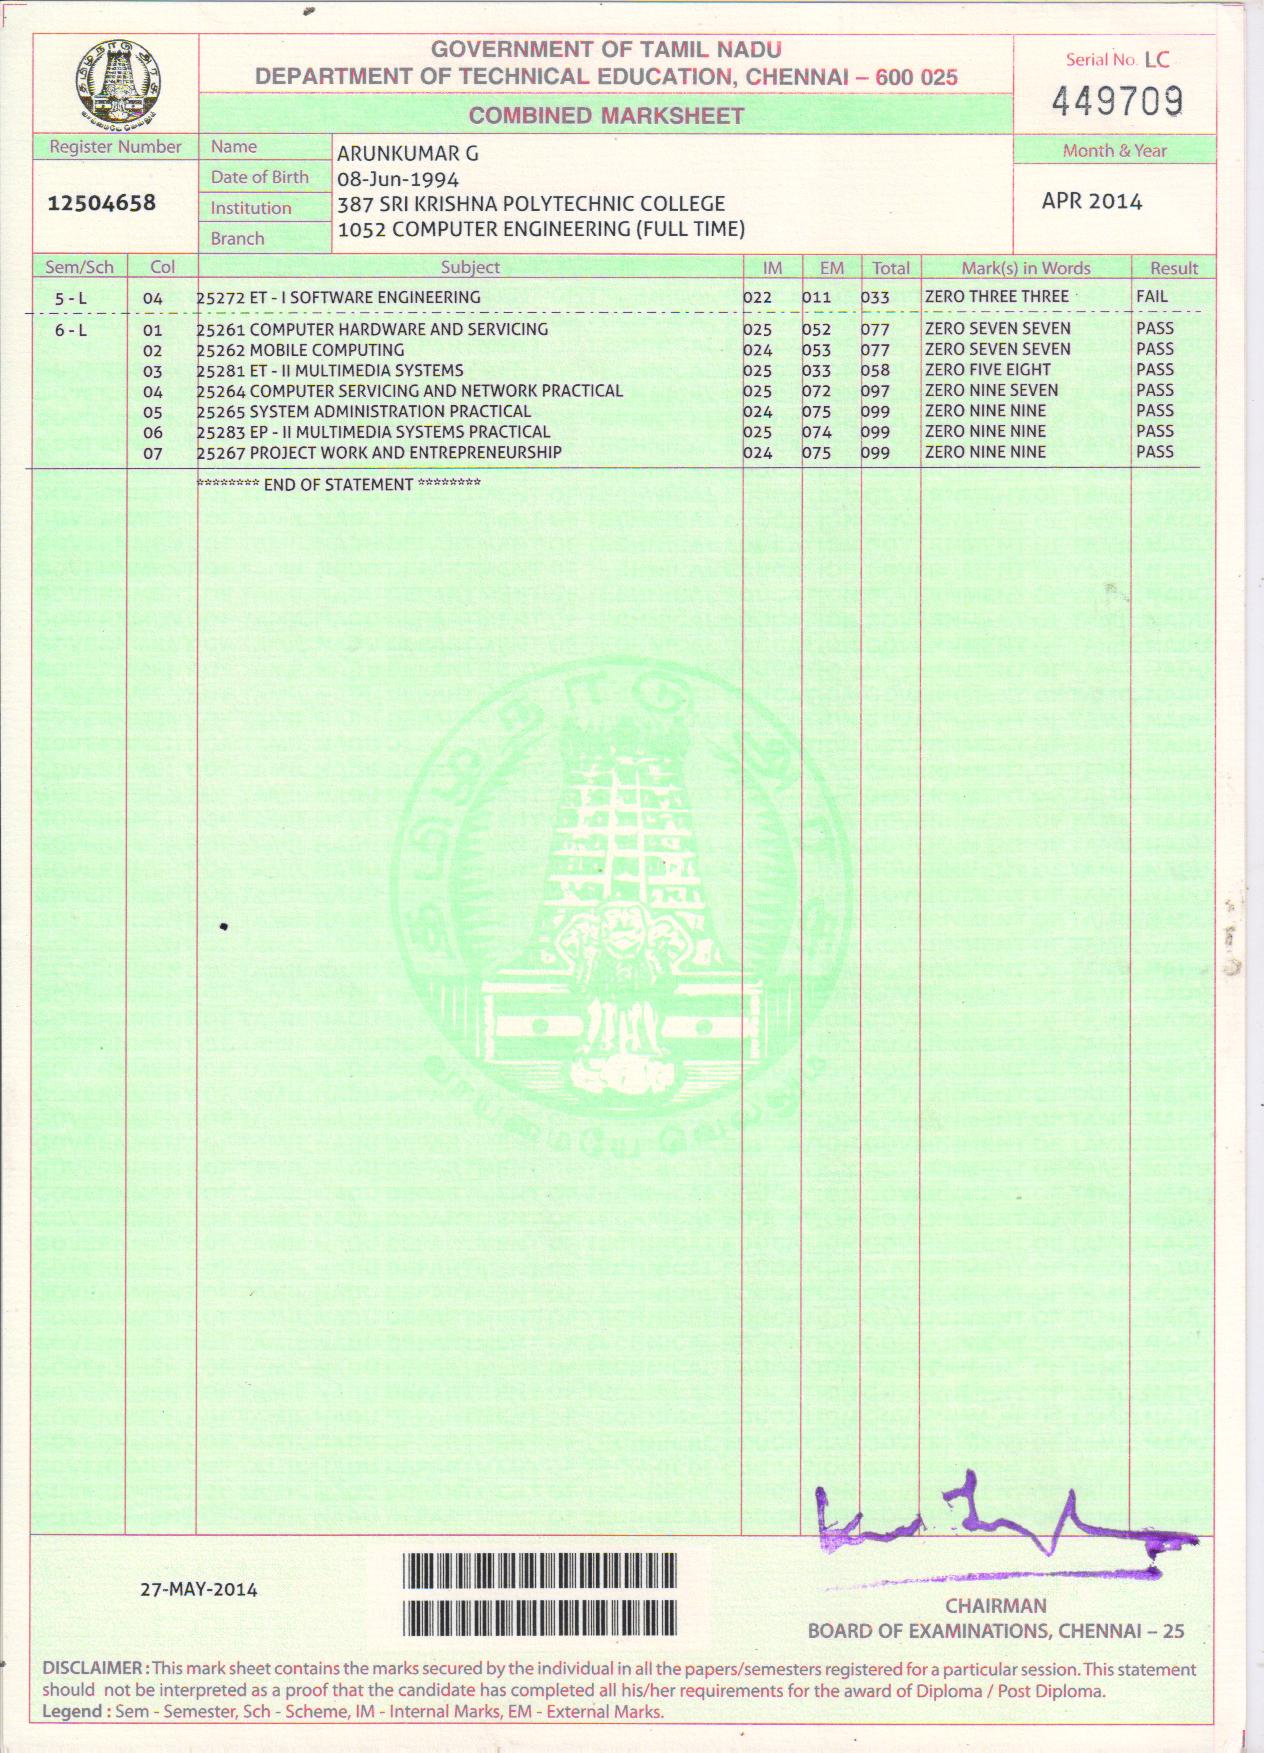 GOVERNMENT OF TAMIL NADU
DEPARTMENT OF TECHNICAL EDUCATION, CHENNAI – 600 025
COMBINED MARKSHEET
Serial No. LC
449709
Register Number
12504658
Name ARUNKUMAR G
Date of Birth 08-Jun-1994
Institution 387 SRI KRISHNA POLYTECHNIC COLLEGE
Branch 1052 COMPUTER ENGINEERING (FULL TIME)
Month & Year
APR 2014
Sem/Sch Col Subject IM EM Total Mark(s) in Words Result
5 - L 04 25272 ET - I SOFTWARE ENGINEERING 022 011 033 ZERO THREE THREE FAIL
6 - L 01 25261 COMPUTER HARDWARE AND SERVICING 025 052 077 ZERO SEVEN SEVEN PASS
02 25262 MOBILE COMPUTING 024 053 077 ZERO SEVEN SEVEN PASS
03 25281 ET - II MULTIMEDIA SYSTEMS 025 033 058 ZERO FIVE EIGHT PASS
04 25264 COMPUTER SERVICING AND NETWORK PRACTICAL 025 072 097 ZERO NINE SEVEN PASS
05 25265 SYSTEM ADMINISTRATION PRACTICAL 024 075 099 ZERO NINE NINE PASS
06 25283 EP - II MULTIMEDIA SYSTEMS PRACTICAL 025 074 099 ZERO NINE NINE PASS
07 25267 PROJECT WORK AND ENTREPRENEURSHIP 024 075 099 ZERO NINE NINE PASS
******** END OF STATEMENT ********
27-MAY-2014
CHAIRMAN
BOARD OF EXAMINATIONS, CHENNAI – 25
DISCLAIMER : This mark sheet contains the marks secured by the individual in all the papers/semesters registered for a particular session. This statement
should not be interpreted as a proof that the candidate has completed all his/her requirements for the award of Diploma / Post Diploma.
Legend : Sem - Semester, Sch - Scheme, IM - Internal Marks, EM - External Marks.